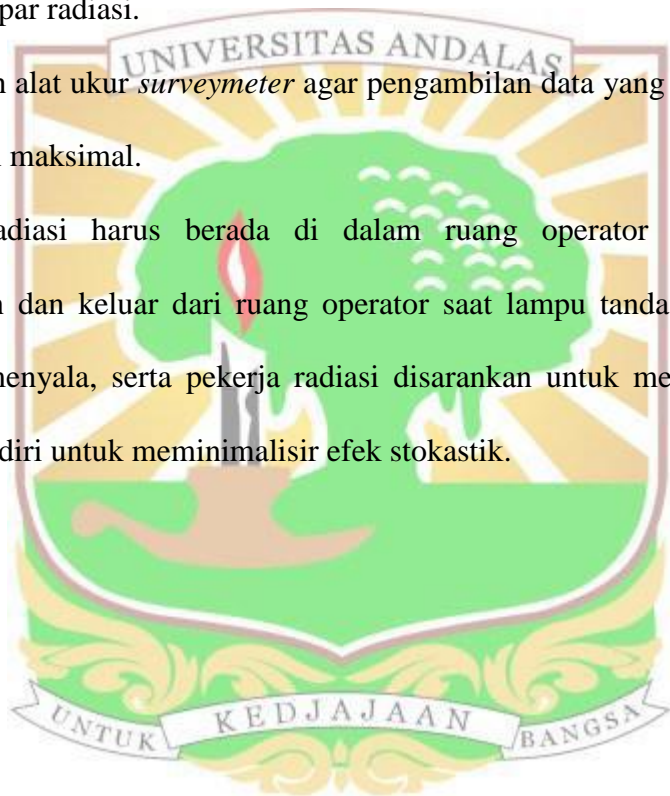 par radiasi.
UNIVERSITAS ANDALAS
alat ukur surveymeter agar pengambilan data yang
maksimal.
adiasi harus berada di dalam ruang operator
dan keluar dari ruang operator saat lampu tanda
menyala, serta pekerja radiasi disarankan untuk me
diri untuk meminimalisir efek stokastik.
UNTUK KEDJAJAAN BANGSA